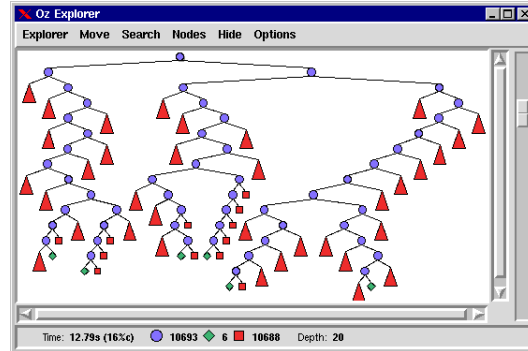 Oz Explorer
Explorer Move Search Nodes Hide Options
Time: 12.79s (16%c) 10693 6 10688 Depth: 20